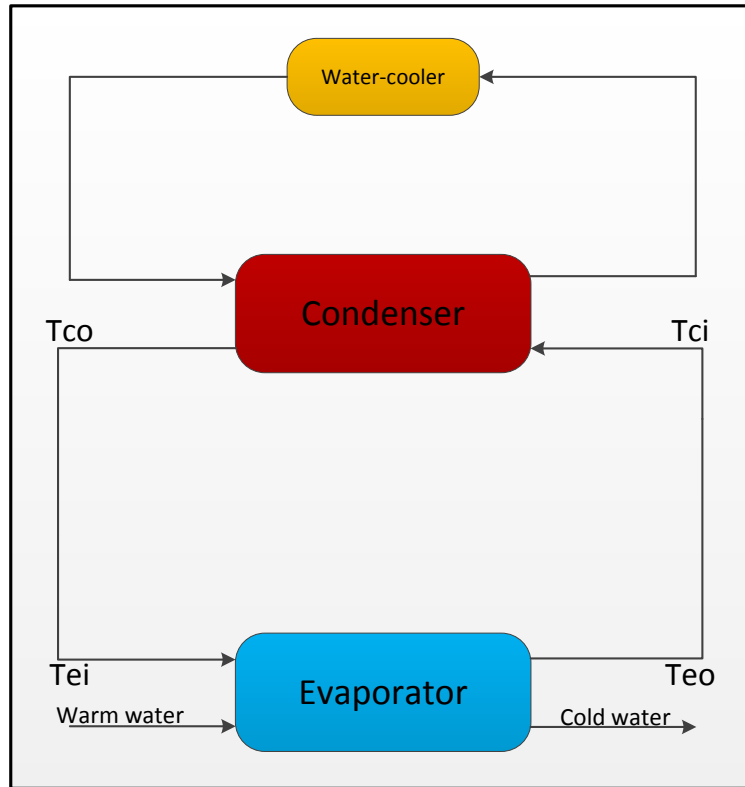 Water-cooler
Condenser
Tco
Tci
Tei
Evaporator
Teo
Warm water
Cold water